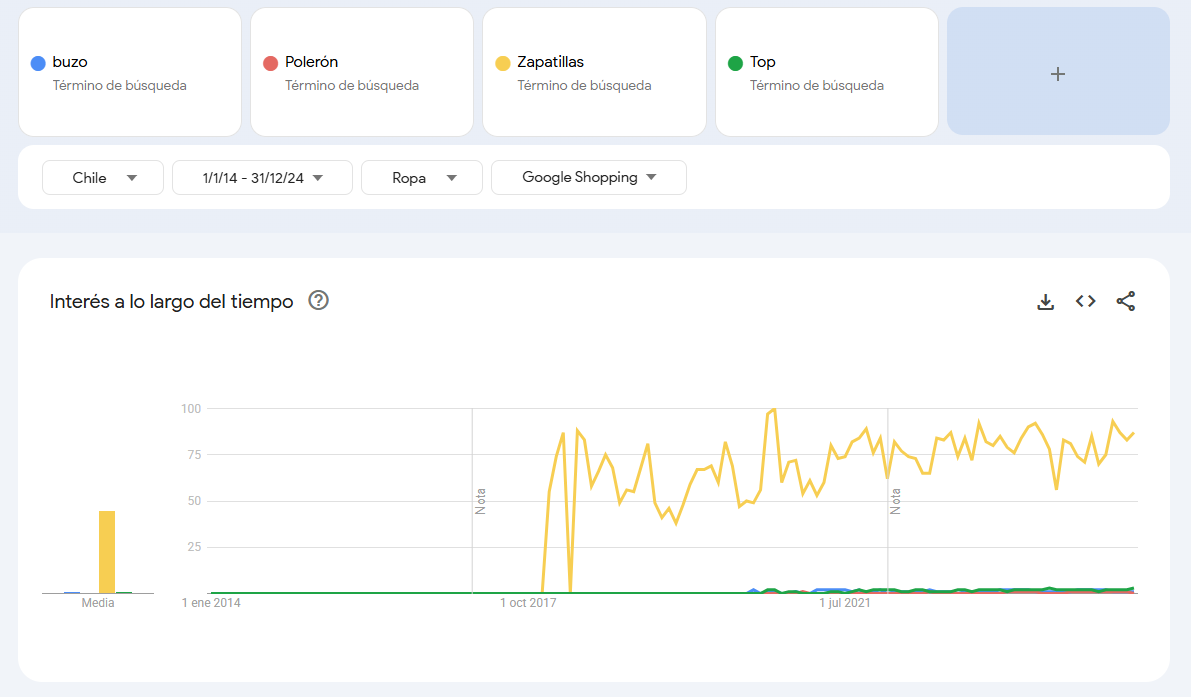 buzo
Término de búsqueda
Polerón
Término de búsqueda
Zapatillas
Término de búsqueda
Top
Término de búsqueda
+
Chile
1/1/14 - 31/12/24
Ropa
Google Shopping
Interés a lo largo del tiempo
?
100
75
50
25
Nota
Nota
Media
1 ene 2014
1 oct 2017
1 jul 2021